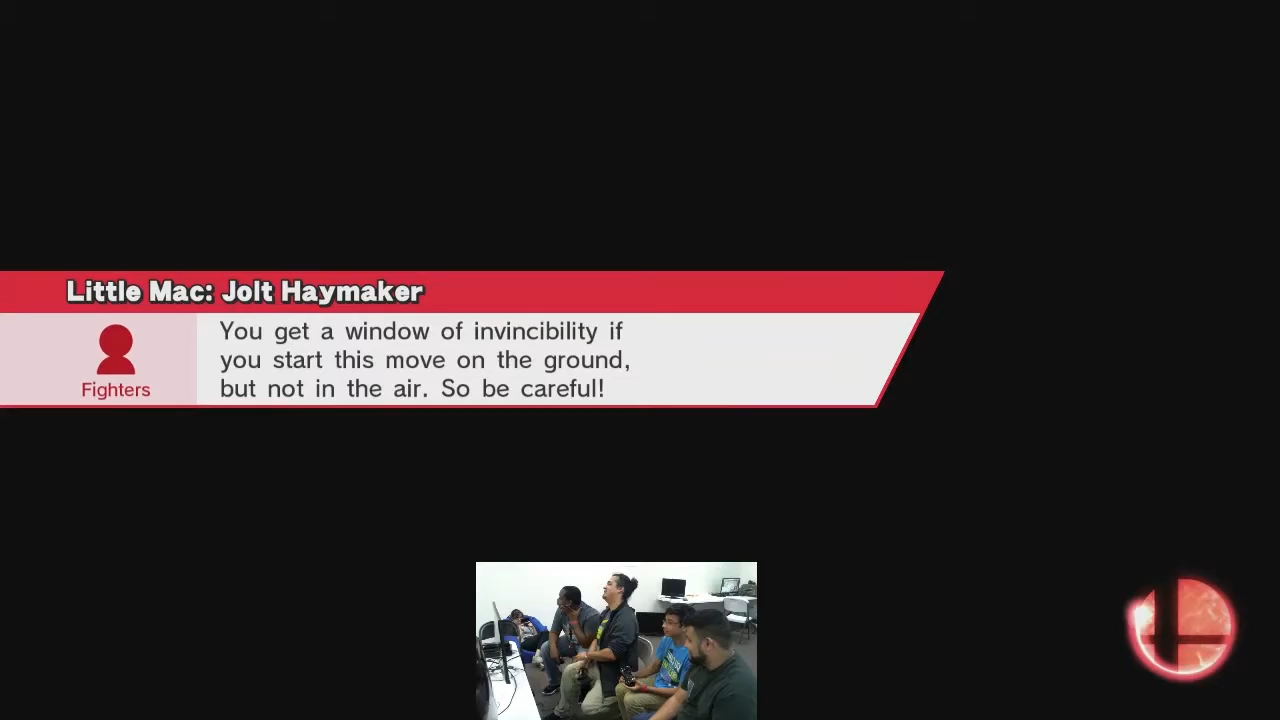 Little Mac: Jolt Haymaker
You get a window of invincibility if
you start this move on the ground,
but not in the air. So be careful!
Fighters